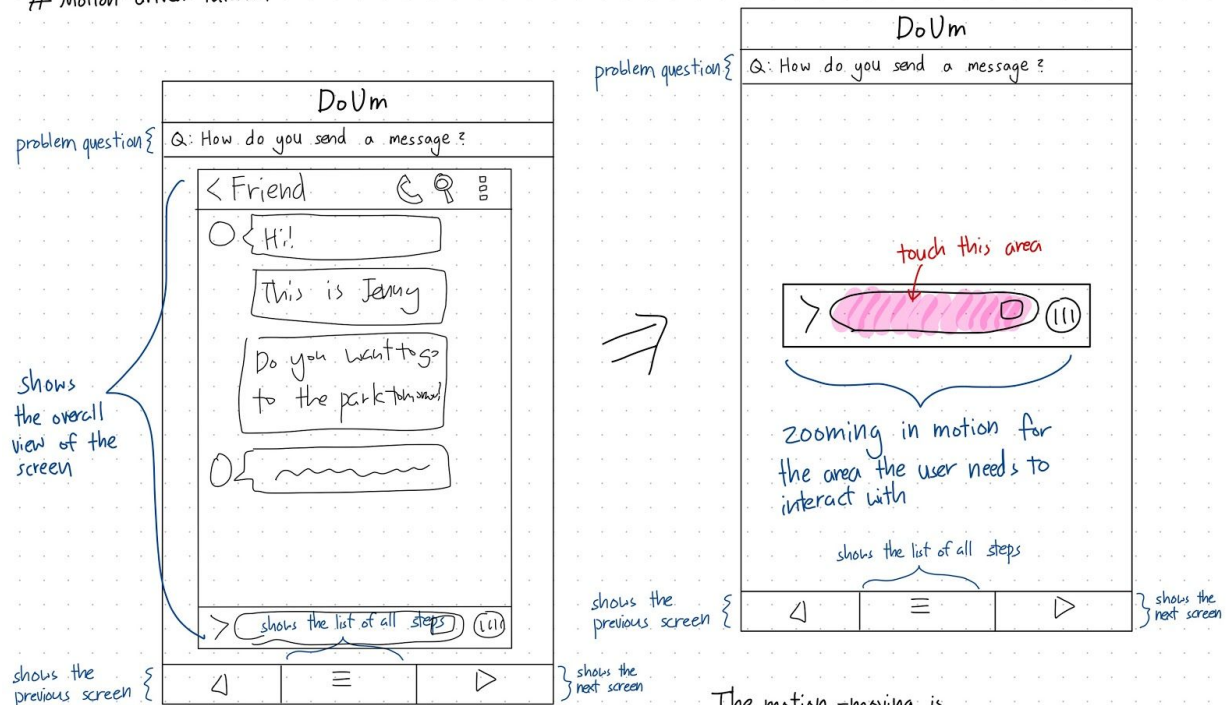 # Motion
DoUm
problem question
Q: How do you send a message?
< Friend
Hi!
This is Jenny
Do you want to go
to the park tomorrow?
shows
the overall
view of the
screen
shows the list of all steps
shows the
previous screen
shows the
next screen
DoUm
problem question
Q: How do you send a message?
touch this area
zooming in motion for
the area the user needs to
interact with
shows the list of all steps
shows the
previous screen
shows the
next screen
The motion-moving is